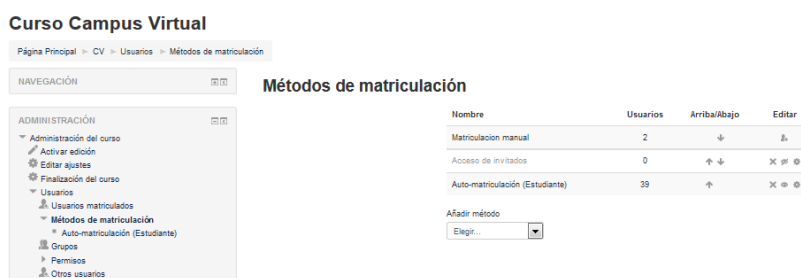 Curso Campus Virtual
Página Principal ► CV ► Usuarios ► Métodos de matriculación
NAVEGACIÓN
ADMINISTRACIÓN
Administración del curso
Activar edición
Editar ajustes
Finalización del curso
Usuarios
Usuarios matriculados
Métodos de matriculación
Auto-matriculación (Estudiante)
Grupos
Permisos
Otros usuarios
Métodos de matriculación
Nombre Usuarios Arriba/Abajo Editar
Matriculacion manual 2
Acceso de invitados 0
Auto-matriculación (Estudiante) 39
Añadir método
Elegir...